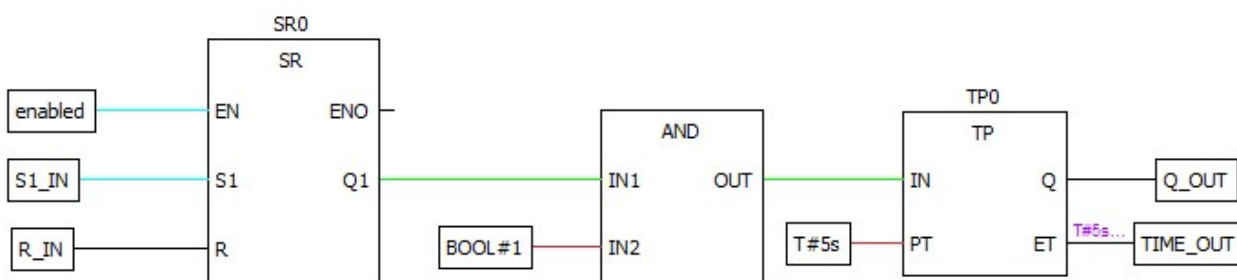 SR0
SR
enabled EN ENO
S1_IN S1 Q1
R_IN R
AND
IN1 OUT
BOOL#1 IN2
TP0
TP
IN Q Q_OUT
T#5s PT ET T#5s... TIME_OUT